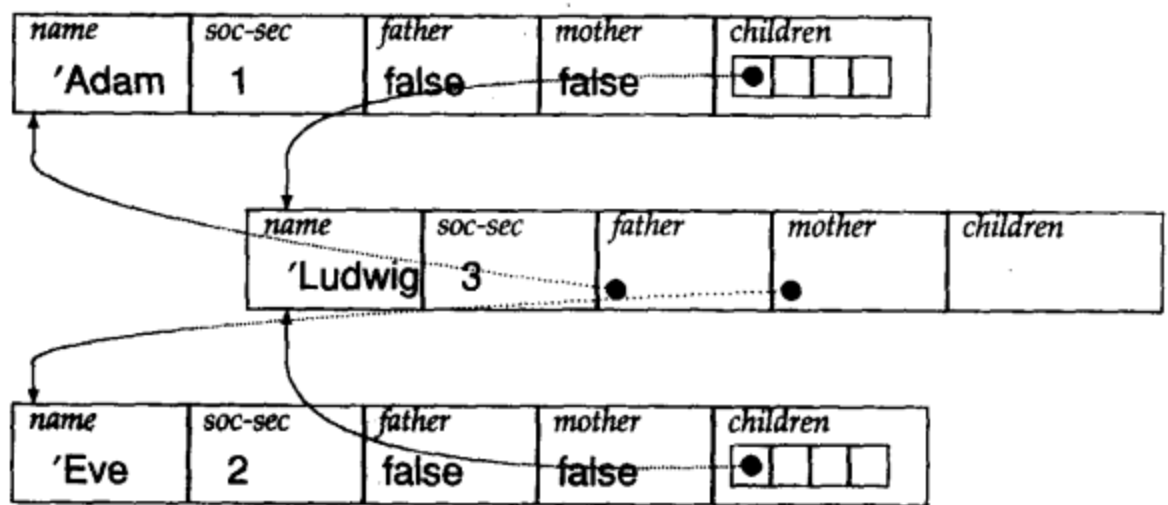 name soc-sec father mother children
'Adam 1 false false
name soc-sec father mother children
'Ludwig 3
name soc-sec father mother children
'Eve 2 false false